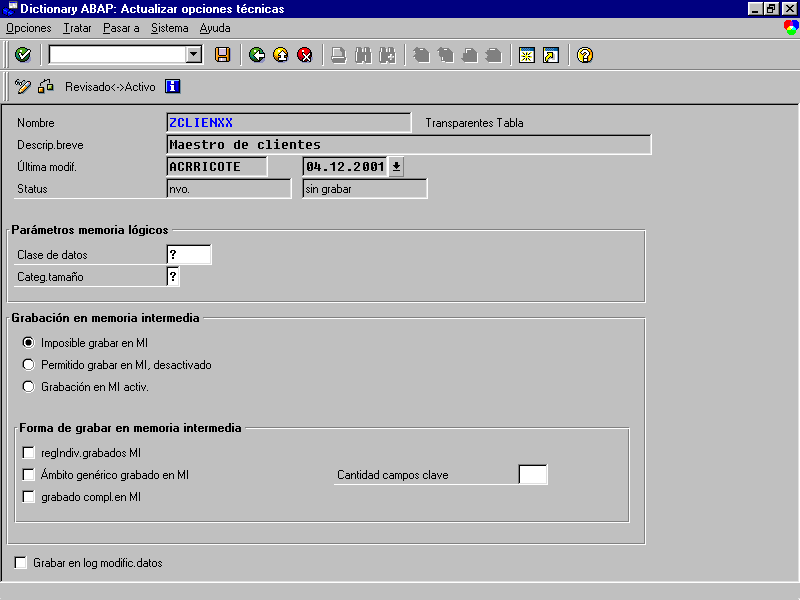 Dictionary ABAP: Actualizar opciones técnicas
Opciones Tratar Pasar a Sistema Ayuda
Revisado<->Activo
Nombre ZCLIENXX Transparentes Tabla
Descrip.breve Maestro de clientes
Última modif. ACRRICOTE 04.12.2001
Status nvo. sin grabar
Parámetros memoria lógicos
Clase de datos ?
Categ.tamaño ?
Grabación en memoria intermedia
Imposible grabar en MI
Permitido grabar en MI, desactivado
Grabación en MI activ.
Forma de grabar en memoria intermedia
regIndiv.grabados MI
Ámbito genérico grabado en MI Cantidad campos clave
grabado compl.en MI
Grabar en log modific.datos